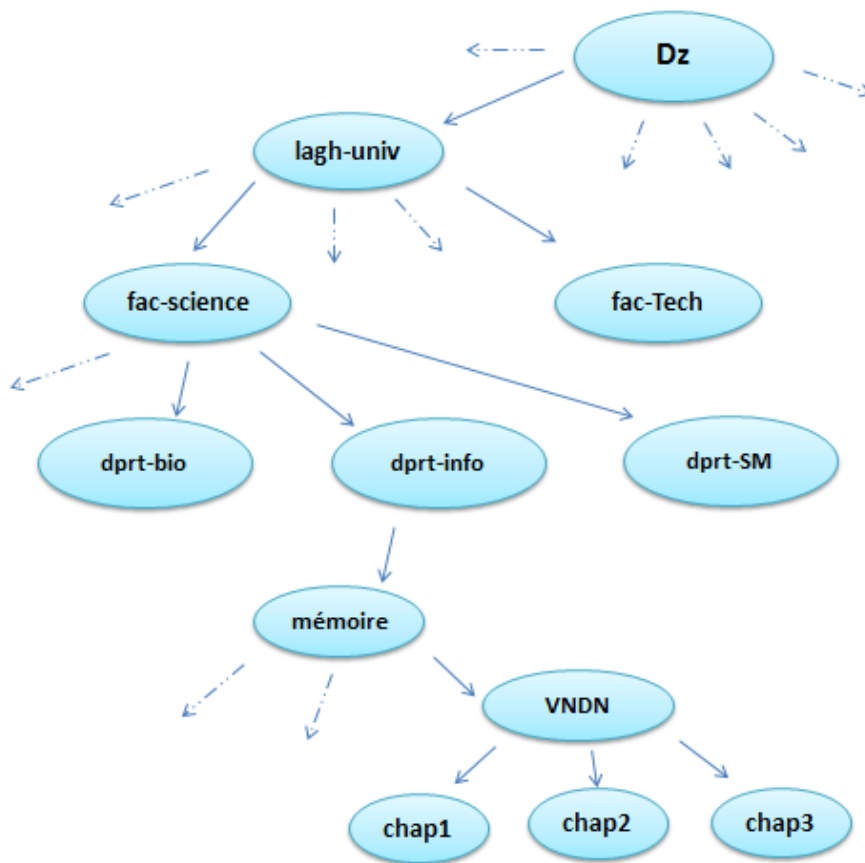 Dz
lagh-univ
fac-science
fac-Tech
dprt-bio
dprt-info
dprt-SM
mémoire
VNDN
chap1
chap2
chap3